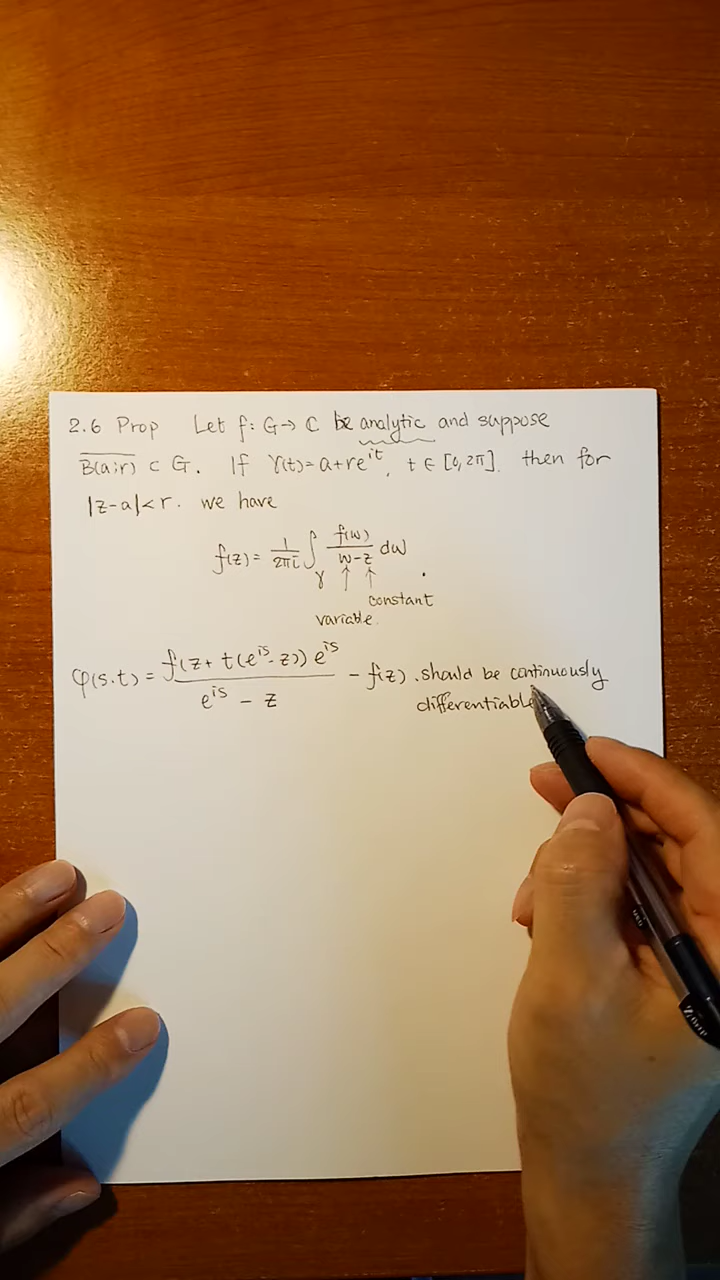 2.6 Prop Let f: G→ ℂ be analytic and suppose
B̅(̅a̅;̅r̅)̅ ⊂ G. If γ(t)=a+re^{it}, t ∈ [0,2π], then for
|z-a|<r. we have
f(z) = 1/2πi ∫_γ f(w)/w-z dw.
variable.
constant
φ(s.t) = f(z+t(e^{is}-z))e^{is}/e^{is}-z - f(z). should be continuously
differentiable